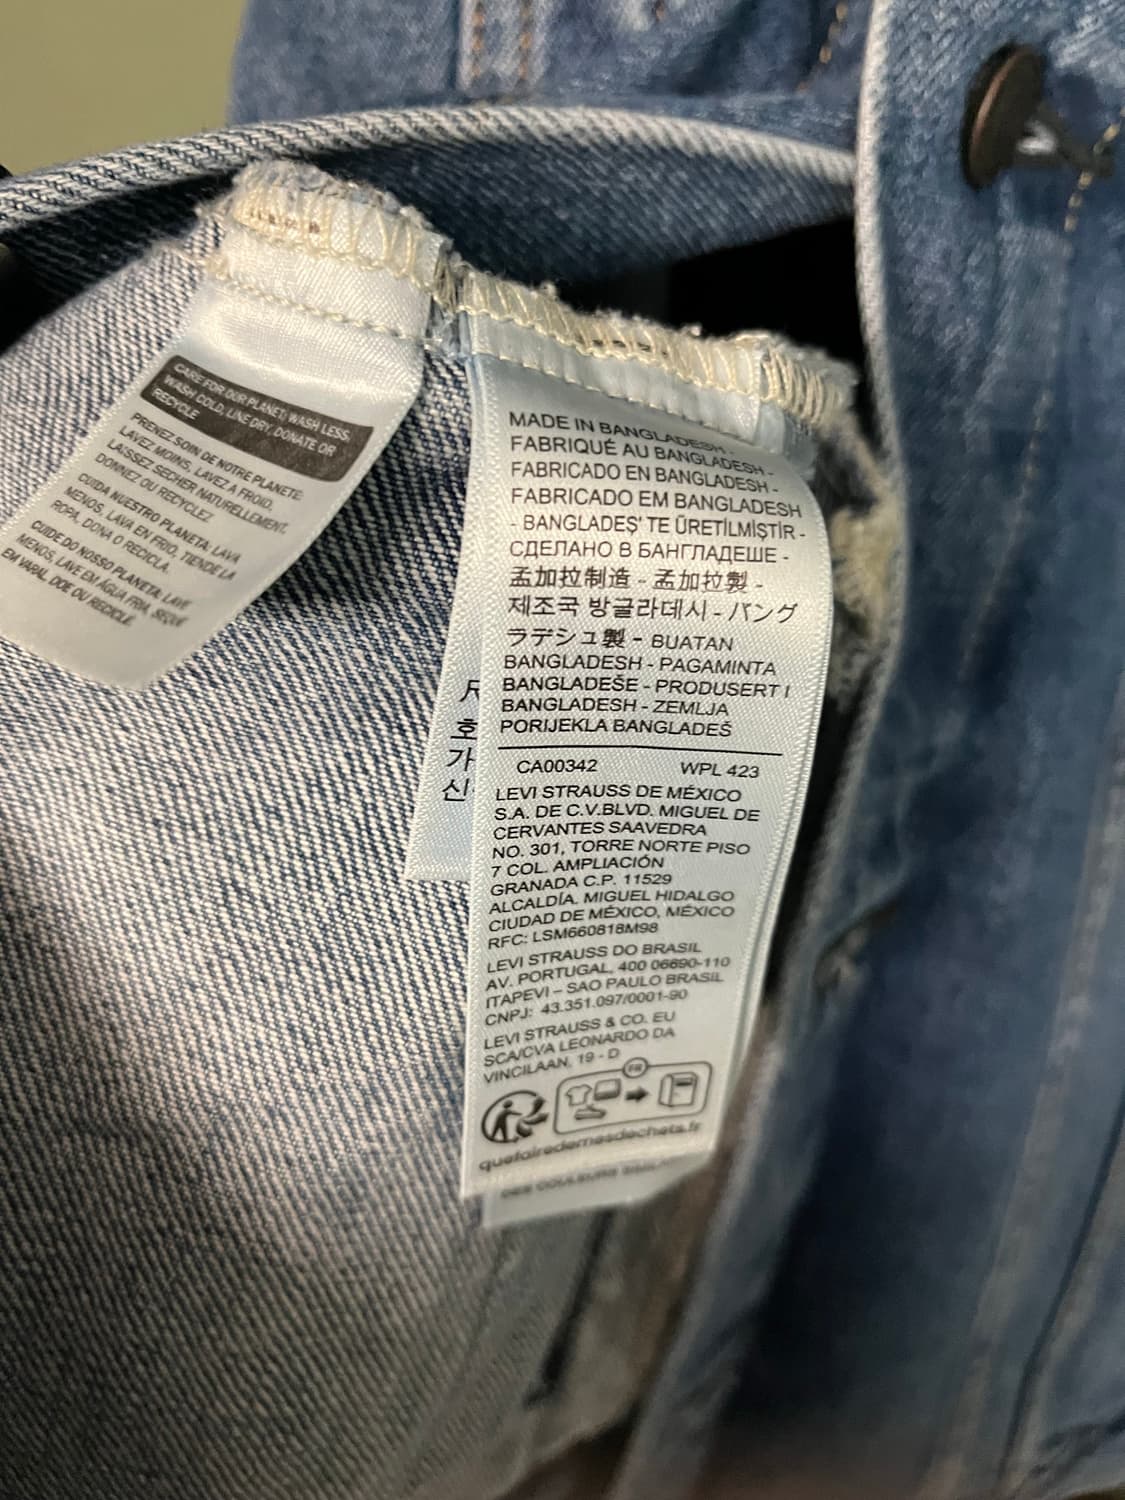 CARE FOR OUR PLANET: WASH LESS,
WASH COLD, LINE DRY, DONATE OR
RECYCLE
PRENEZ SOIN DE NOTRE PLANÈTE:
LAVEZ MOINS, LAVEZ A FROID,
LAISSEZ SECHER NATURELLEMENT,
DONNEZ OU RECYCLEZ
CUIDA NUESTRO PLANETA: LAVA
MENOS, LAVA EN FRIO, TIENDE LA
ROPA, DONA O RECICLA.
CUIDE DO NOSSO PLANETA: LAVE
MENOS, LAVE EM ÁGUA FRIA, SEQUE
EM VARAL, DOE OU RECICLE.
MADE IN BANGLADESH -
FABRIQUÉ AU BANGLADESH -
FABRICADO EN BANGLADESH -
FABRICADO EM BANGLADESH
- BANGLADEŞ' TE ÜRETİLMİŞTİR -
СДЕЛАНО В БАНГЛАДЕШЕ -
孟加拉制造 - 孟加拉製 -
제조국 방글라데시 - バング
ラデシュ製 - BUATAN
BANGLADESH - PAGAMINTA
BANGLADEŠE - PRODUSERT I
BANGLADESH - ZEMLJA
PORIJEKLA BANGLADEŠ
호
가
신
CA00342 WPL 423
LEVI STRAUSS DE MÉXICO
S.A. DE C.V.BLVD. MIGUEL DE
CERVANTES SAAVEDRA
NO. 301, TORRE NORTE PISO
7 COL. AMPLIACIÓN
GRANADA C.P. 11529
ALCALDÍA. MIGUEL HIDALGO
CIUDAD DE MÉXICO, MÉXICO
RFC: LSM660818M98
LEVI STRAUSS DO BRASIL
AV. PORTUGAL, 400 06690-110
ITAPEVI – SAO PAULO BRASIL
CNPJ: 43.351.097/0001-90
LEVI STRAUSS & CO. EU
SCA/CVA LEONARDO DA
VINCILAAN, 19 - D
FR
quefairedemesdechets.fr
DES COULEURS